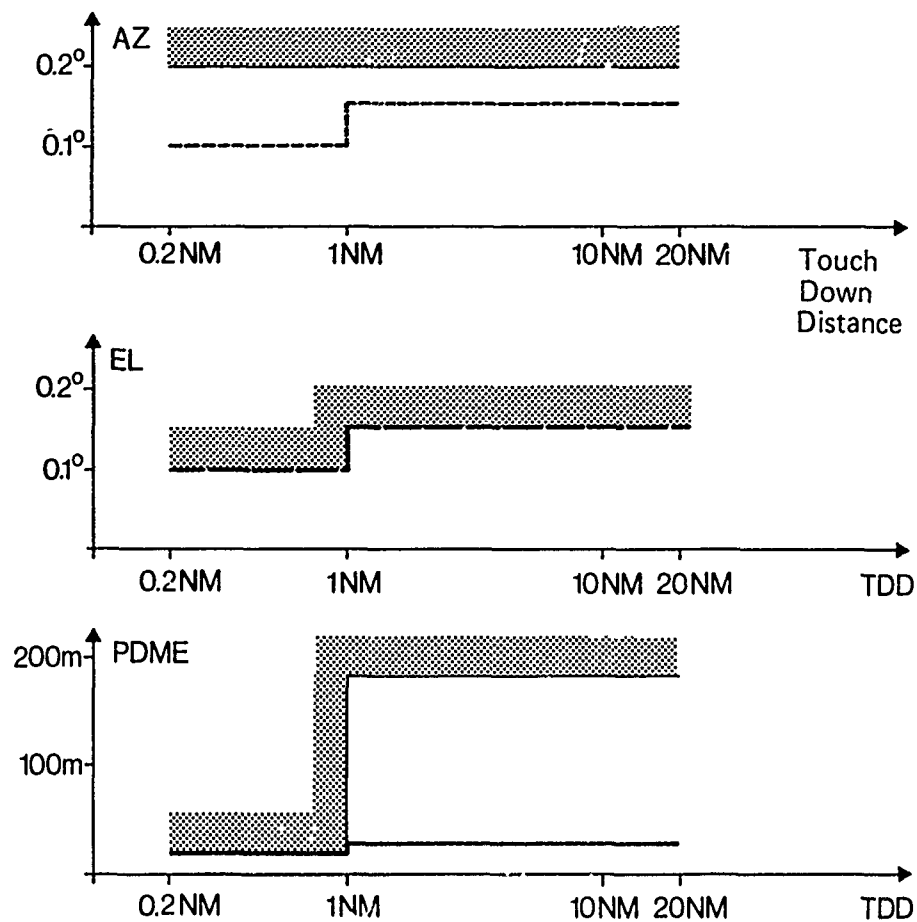 AZ
0.2°
0.1°
0.2NM 1NM 10NM 20NM
Touch
Down
Distance
EL
0.2°
0.1°
0.2NM 1NM 10NM 20NM TDD
200m PDME
100m
0.2NM 1NM 10NM 20NM TDD